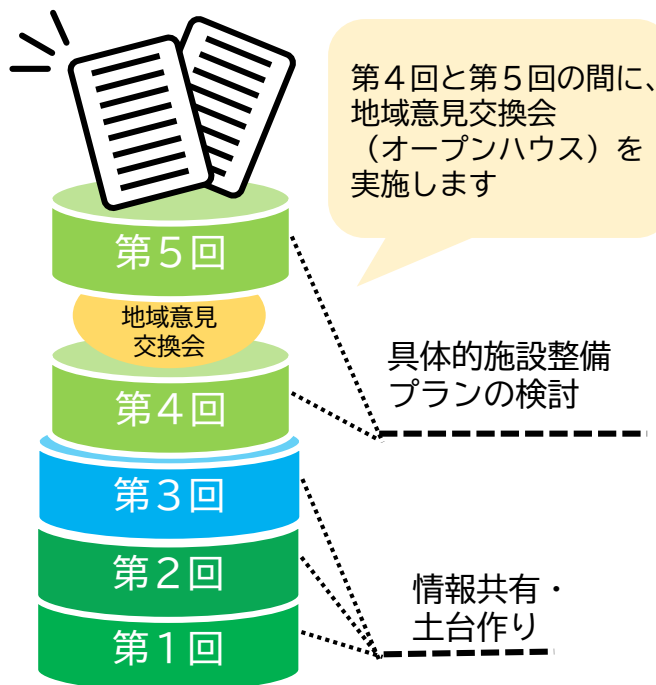 第４回と第５回の間に、
地域意見交換会
（オープンハウス）を
実施します
第５回
地域意見
交換会
第４回
第３回
第２回
第１回
具体的施設整備
プランの検討
情報共有・
土台作り